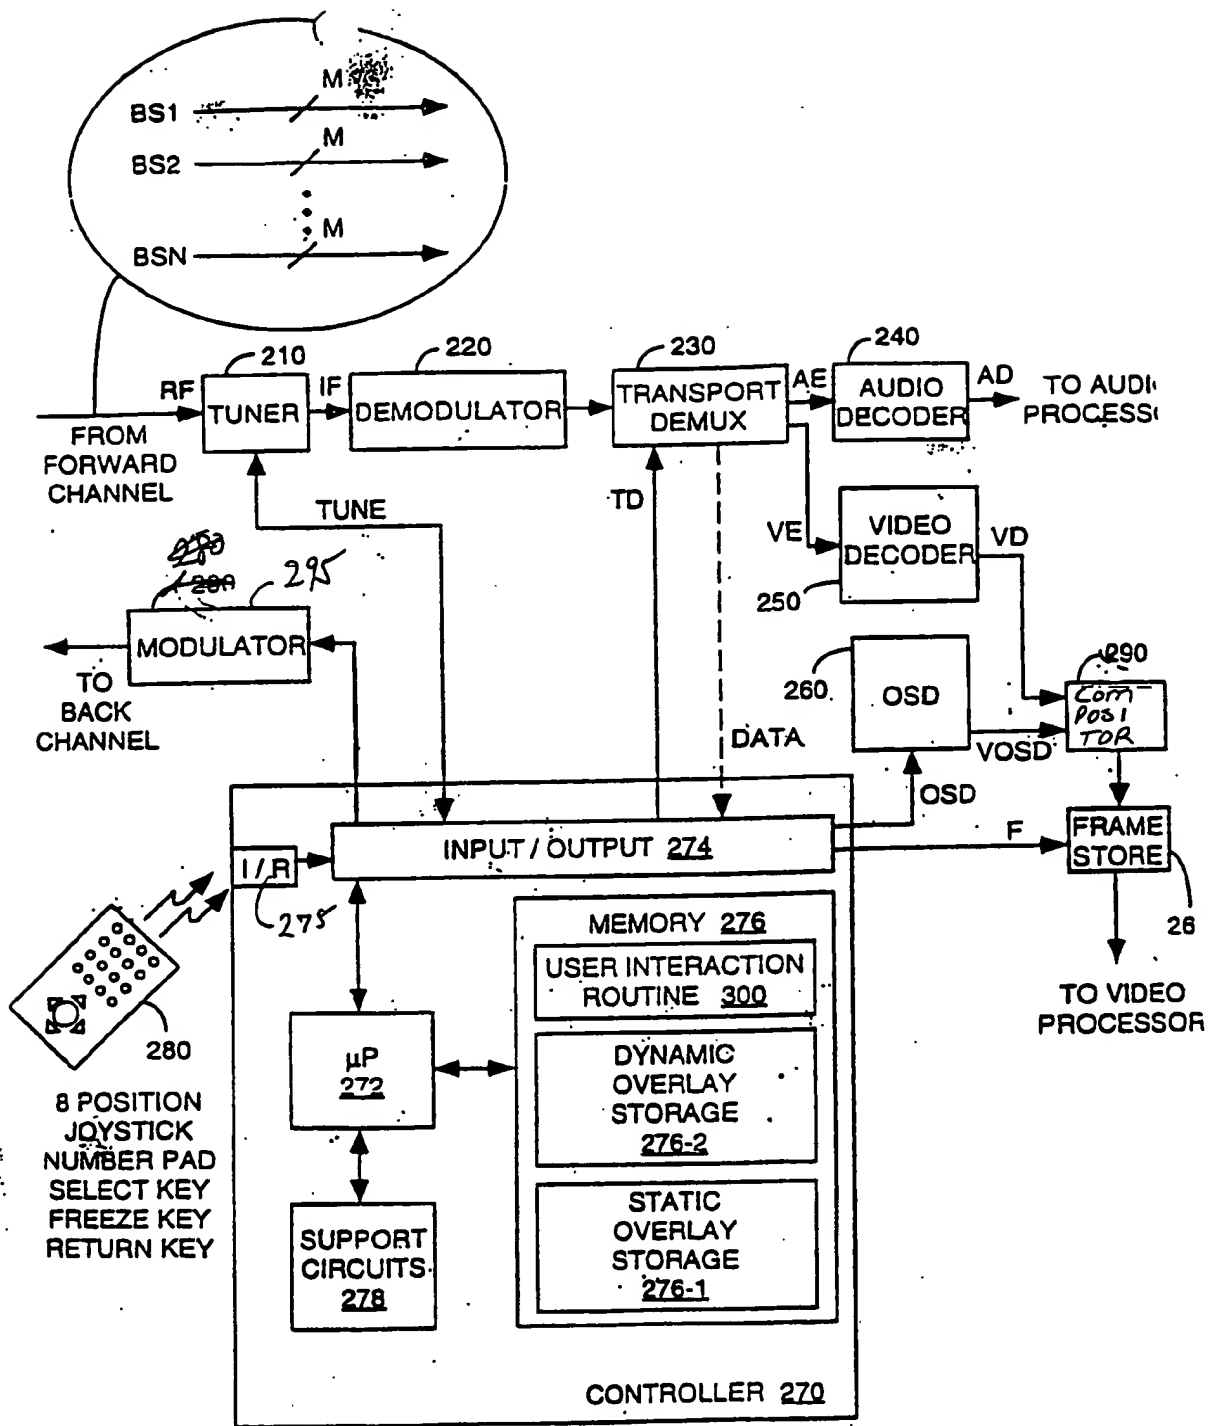 BS1
M
BS2
M
BSN
M
210
220
230
240
RF
TUNER
IF
DEMODULATOR
TRANSPORT
DEMUX
AE
AUDIO
DECODER
AD
TO AUDI
PROCESS
FROM
FORWARD
CHANNEL
TUNE
TD
VE
VIDEO
DECODER
VD
250
280
295
MODULATOR
TO
BACK
CHANNEL
DATA
260
OSD
VOSD
290
COM
POSI
TOR
OSD
INPUT / OUTPUT 274
F
FRAME
STORE
26
I / R
275
TO VIDEO
PROCESSOR
280
8 POSITION
JOYSTICK
NUMBER PAD
SELECT KEY
FREEZE KEY
RETURN KEY
μP
272
SUPPORT
CIRCUITS
278
MEMORY 276
USER INTERACTION
ROUTINE 300
DYNAMIC
OVERLAY
STORAGE
276-2
STATIC
OVERLAY
STORAGE
276-1
CONTROLLER 270